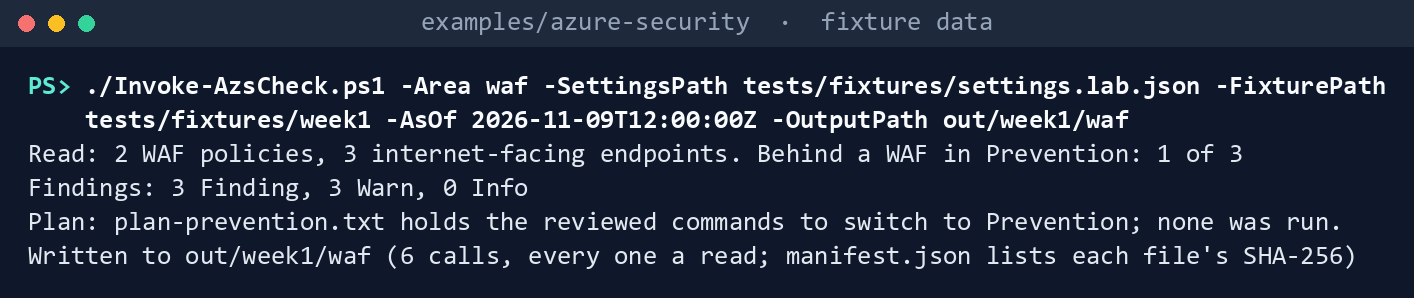 examples/azure-security · fixture data
PS> ./Invoke-AzsCheck.ps1 -Area waf -SettingsPath tests/fixtures/settings.lab.json -FixturePath
tests/fixtures/week1 -AsOf 2026-11-09T12:00:00Z -OutputPath out/week1/waf
Read: 2 WAF policies, 3 internet-facing endpoints. Behind a WAF in Prevention: 1 of 3
Findings: 3 Finding, 3 Warn, 0 Info
Plan: plan-prevention.txt holds the reviewed commands to switch to Prevention; none was run.
Written to out/week1/waf (6 calls, every one a read; manifest.json lists each file's SHA-256)